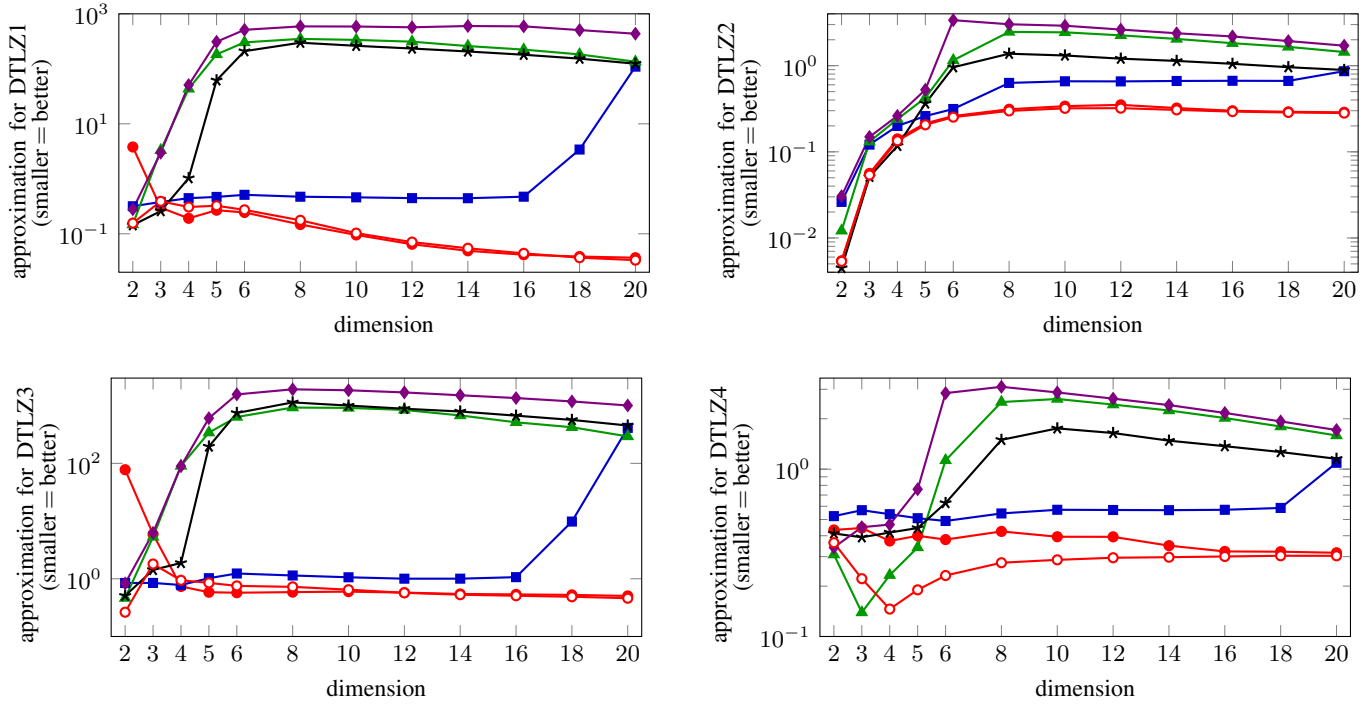 approximation for DTLZ1
(smaller = better)
10^3
10^1
10^{-1}
2 3 4 5 6 8 10 12 14 16 18 20
dimension
approximation for DTLZ2
(smaller = better)
10^0
10^{-1}
10^{-2}
2 3 4 5 6 8 10 12 14 16 18 20
dimension
approximation for DTLZ3
(smaller = better)
10^2
10^0
2 3 4 5 6 8 10 12 14 16 18 20
dimension
approximation for DTLZ4
(smaller = better)
10^0
10^{-1}
2 3 4 5 6 8 10 12 14 16 18 20
dimension